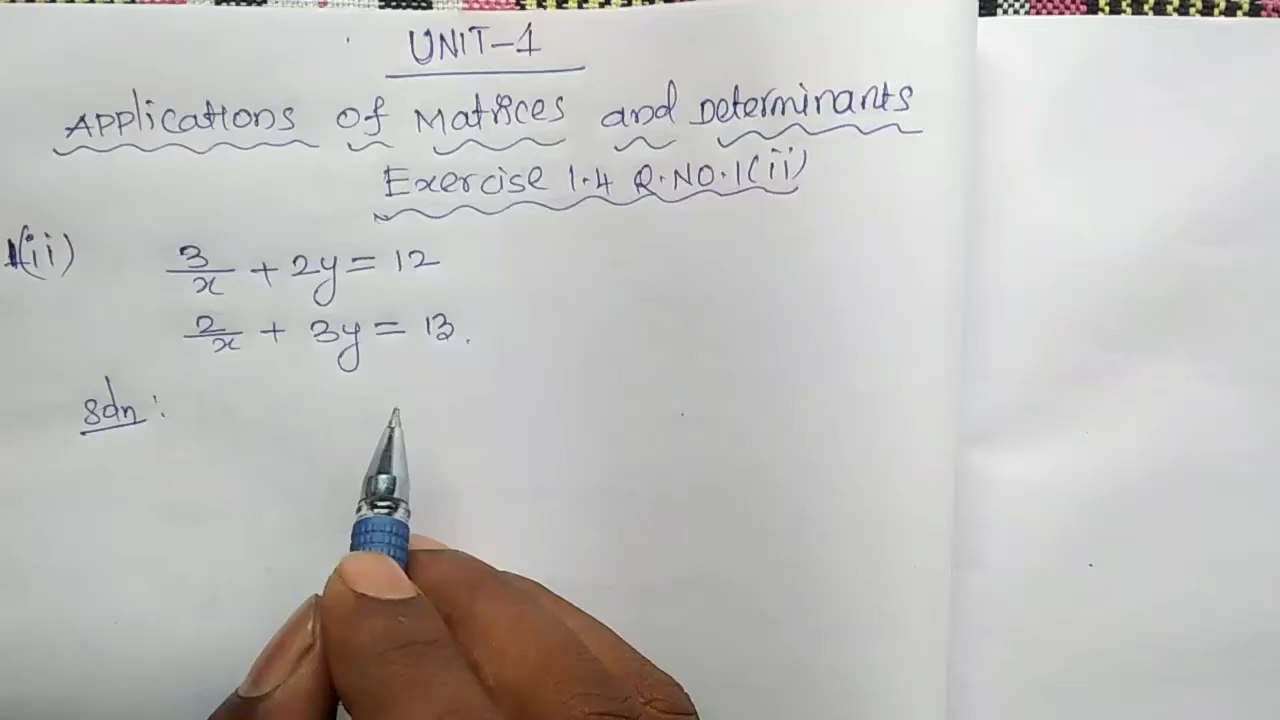 UNIT-1
Applications of Matrices and Determinants
Exercise 1.4 Q.NO.1(ii)
1(ii) 3/x + 2y = 12
2/x + 3y = 13.
Soln: